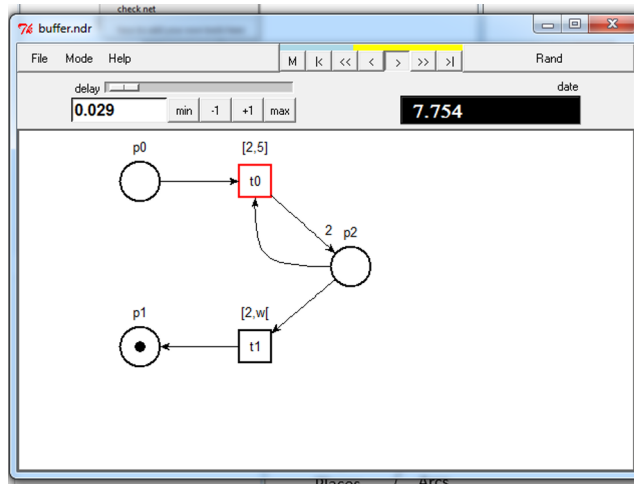 check net
buffer.ndr
File Mode Help M |< << < > >> >| Rand
delay date
0.029 min -1 +1 max 7.754
p0 [2,5]
t0
2 p2
p1 [2,w[
t1
Places / Arcs